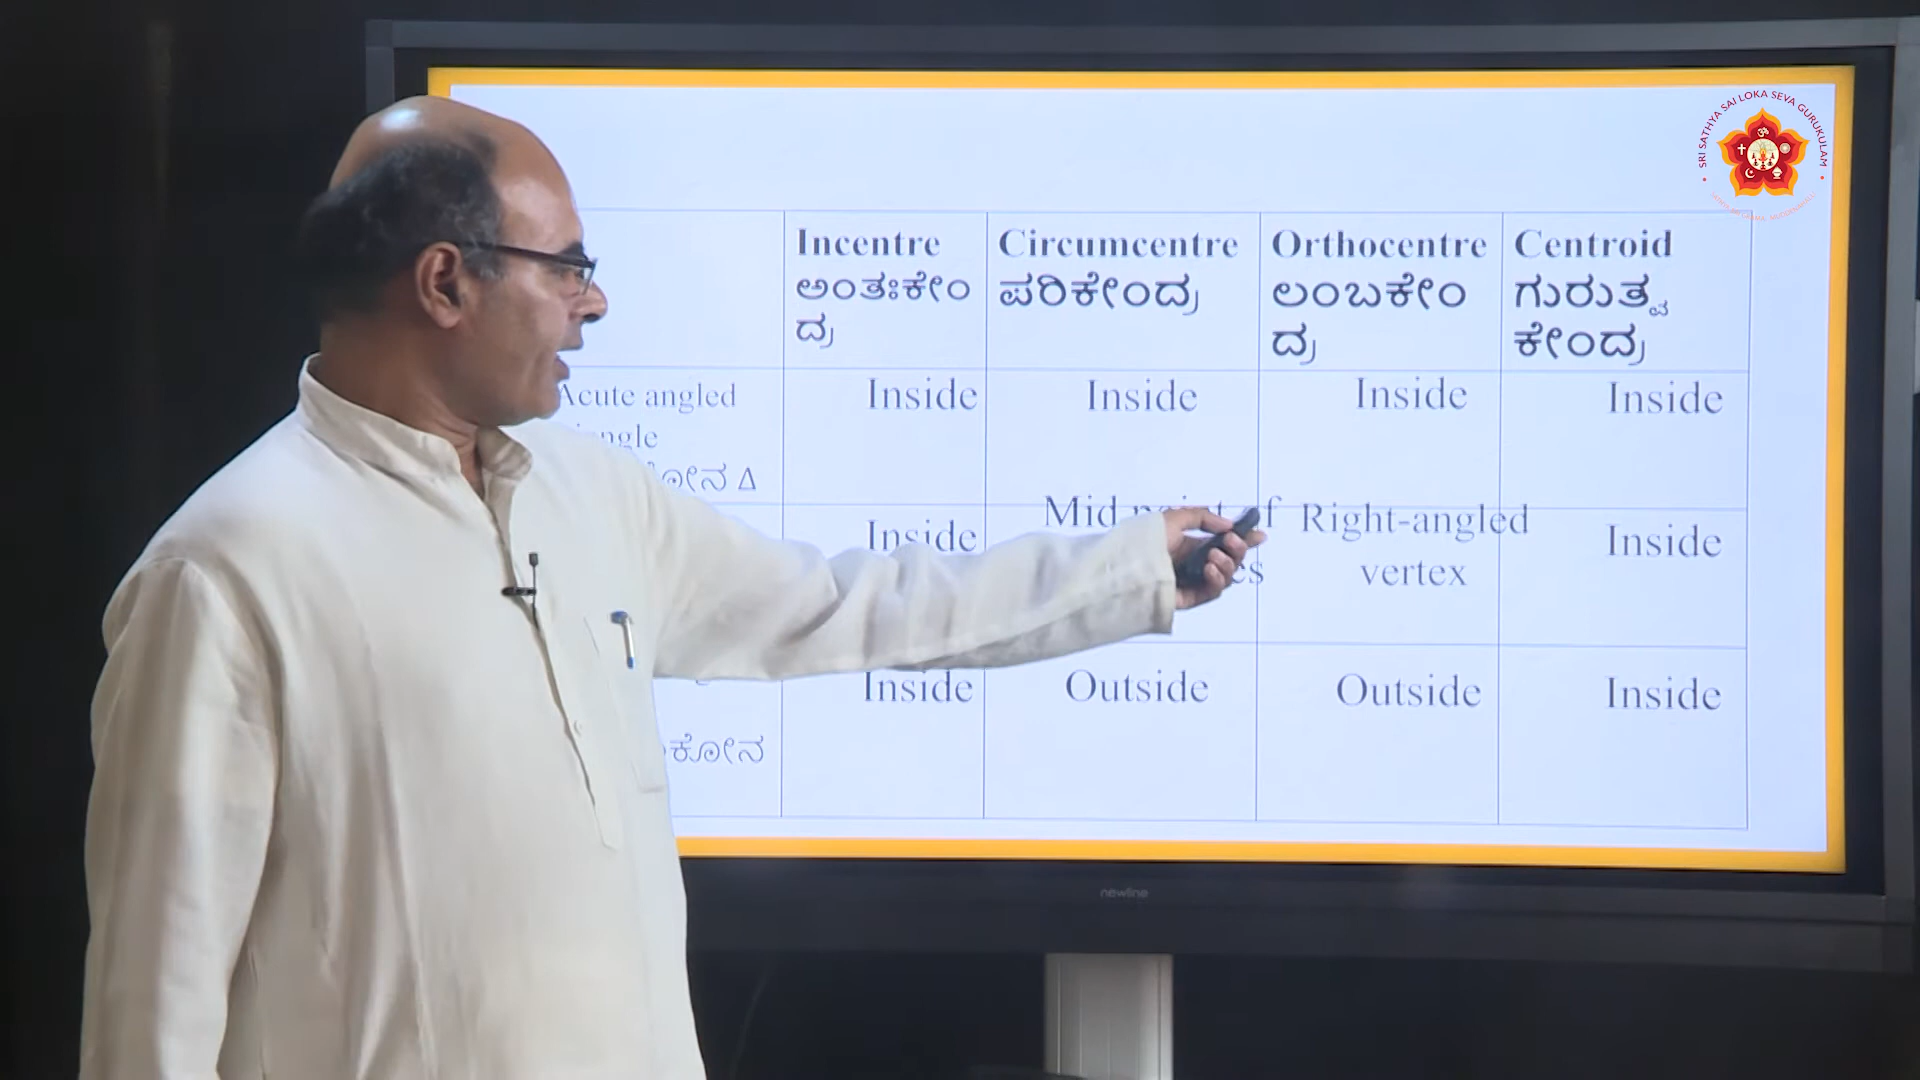 SRI SATHYA SAI LOKA SEVA GURUKULAM
Incentre
ಅಂತಃಕೇಂ
ದ್ರ
Circumcentre
ಪರಿಕೇಂದ್ರ
Orthocentre
ಲಂಬಕೇಂ
ದ್ರ
Centroid
ಗುರುತ್ವ
ಕೇಂದ್ರ
Acute angled
Δ
Inside
Inside
Inside
Inside
Inside
Mid
Right-angled
vertex
Inside
Inside
Outside
Outside
Inside
newline